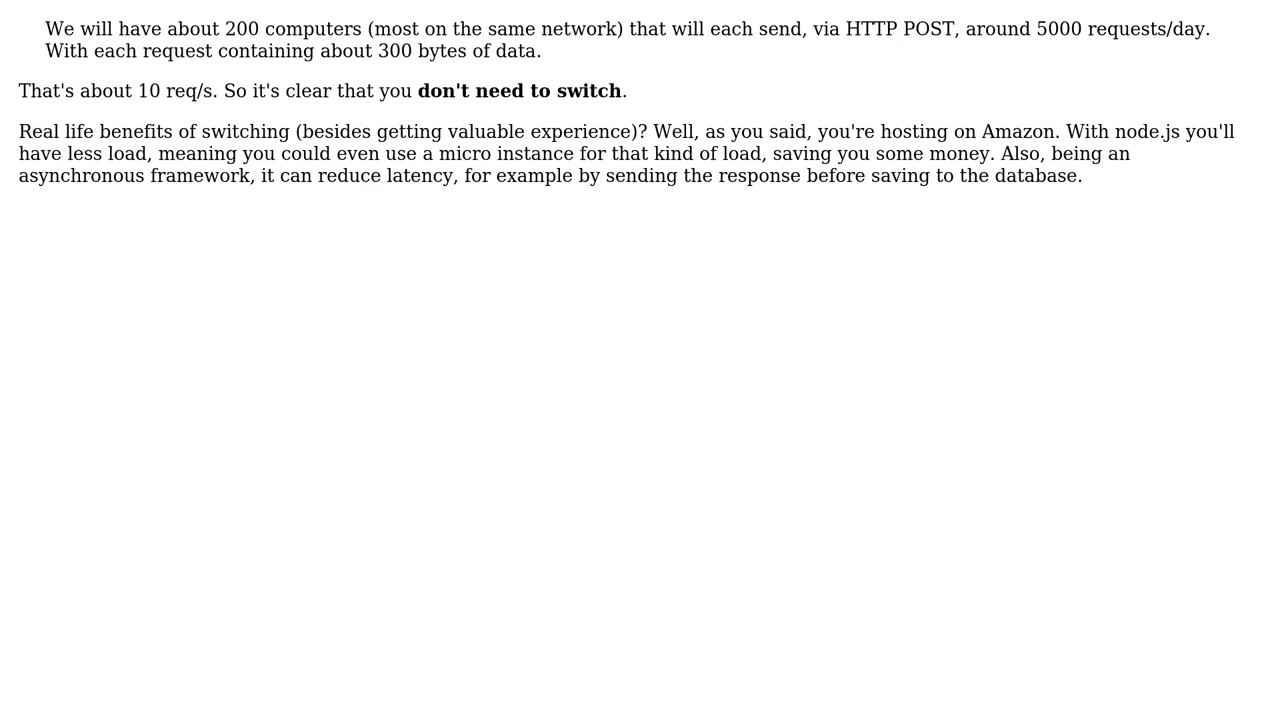 We will have about 200 computers (most on the same network) that will each send, via HTTP POST, around 5000 requests/day.
With each request containing about 300 bytes of data.
That's about 10 req/s. So it's clear that you don't need to switch.
Real life benefits of switching (besides getting valuable experience)? Well, as you said, you're hosting on Amazon. With node.js you'll
have less load, meaning you could even use a micro instance for that kind of load, saving you some money. Also, being an
asynchronous framework, it can reduce latency, for example by sending the response before saving to the database.